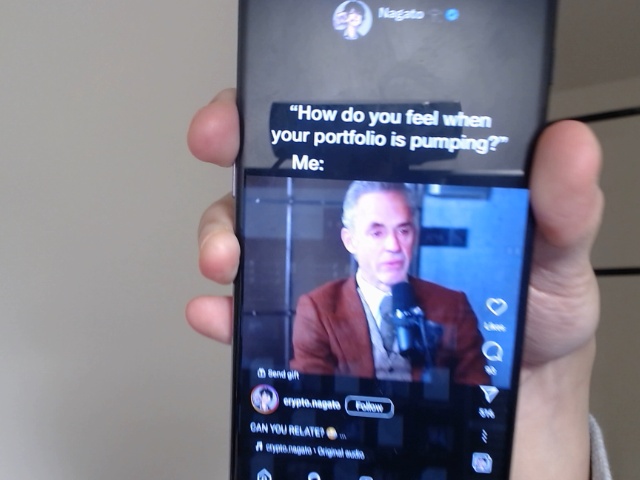 Nagato
“How do you feel when
your portfolio is pumping?”
Me:
Likes
Send gift
crypto.nagato Follow
CAN YOU RELATE? 😅 ...
crypto.nagato · Original audio